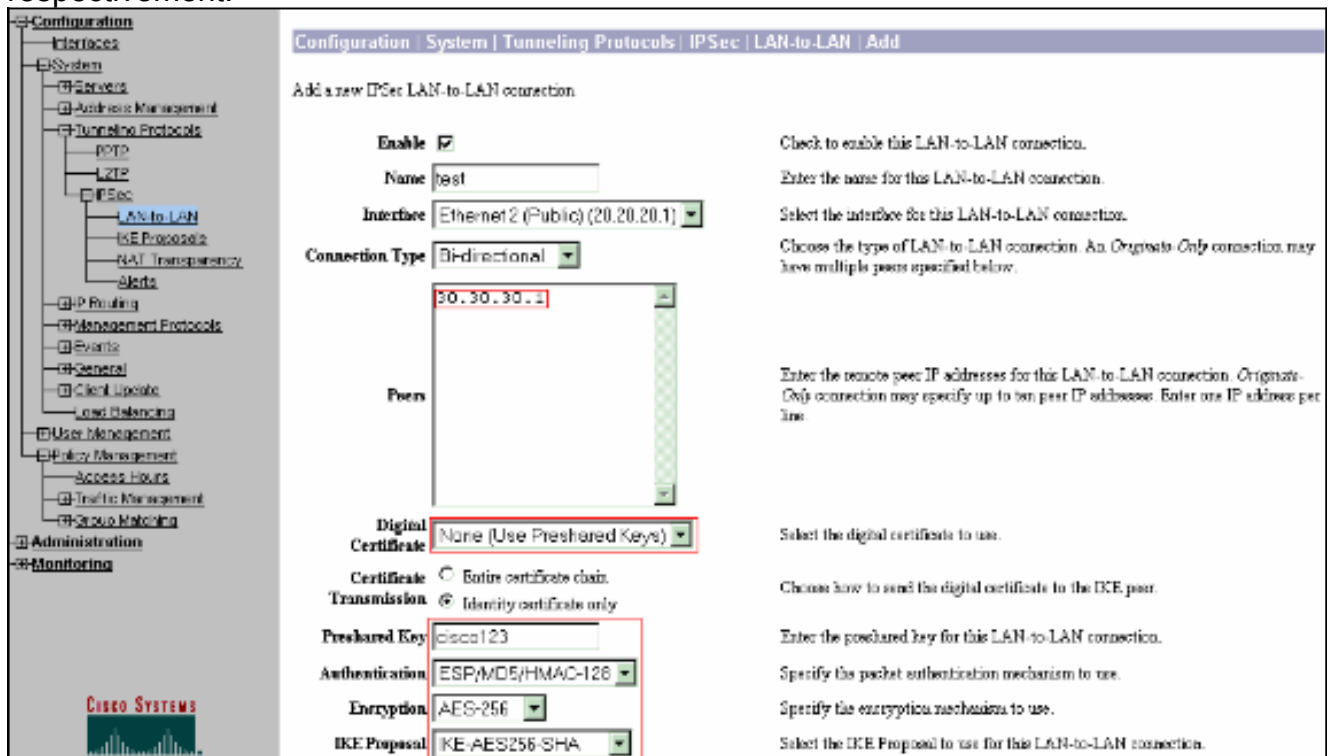 respectivement.
Configuration
Interfaces
System
Servers
Address Management
Tunneling Protocols
PPTP
L2TP
IPSec
LAN-to-LAN
IKE Proposals
NAT Transparency
Alerts
IP Routing
Management Protocols
Events
General
Client Update
Load Balancing
User Management
Policy Management
Access Hours
Traffic Management
Group Matching
Administration
Monitoring
CISCO SYSTEMS
Configuration | System | Tunneling Protocols | IPSec | LAN-to-LAN | Add
Add a new IPSec LAN-to-LAN connection.
Enable Check to enable this LAN-to-LAN connection.
Name test Enter the name for this LAN-to-LAN connection.
Interface Ethernet 2 (Public) (20.20.20.1) Select the interface for this LAN-to-LAN connection.
Connection Type Bi-directional Choose the type of LAN-to-LAN connection. An Originate-Only connection may
have multiple peers specified below.
30.30.30.1
Peers Enter the remote peer IP addresses for this LAN-to-LAN connection. Originate-
Only connection may specify up to ten peer IP addresses. Enter one IP address per
line.
Digital
Certificate None (Use Preshared Keys) Select the digital certificate to use.
Certificate Entire certificate chain
Transmission Identity certificate only Choose how to send the digital certificate to the IKE peer.
Preshared Key cisco123 Enter the preshared key for this LAN-to-LAN connection.
Authentication ESP/MD5/HMAC-128 Specify the packet authentication mechanism to use.
Encryption AES-256 Specify the encryption mechanism to use.
IKE Proposal IKE-AES256-SHA Select the IKE Proposal to use for this LAN-to-LAN connection.